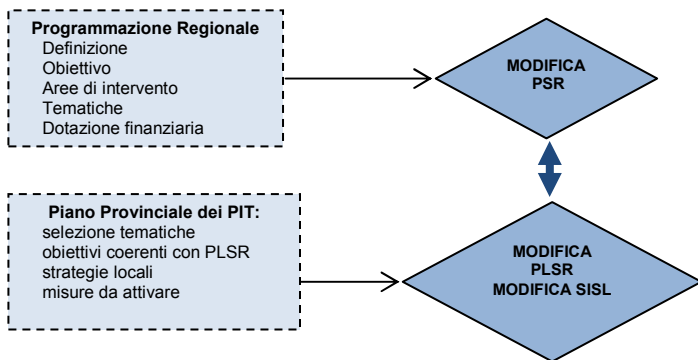 Programmazione Regionale
Definizione
Obiettivo
Aree di intervento
Tematiche
Dotazione finanziaria
MODIFICA
PSR
Piano Provinciale dei PIT:
selezione tematiche
obiettivi coerenti con PLSR
strategie locali
misure da attivare
MODIFICA
PLSR
MODIFICA SISL